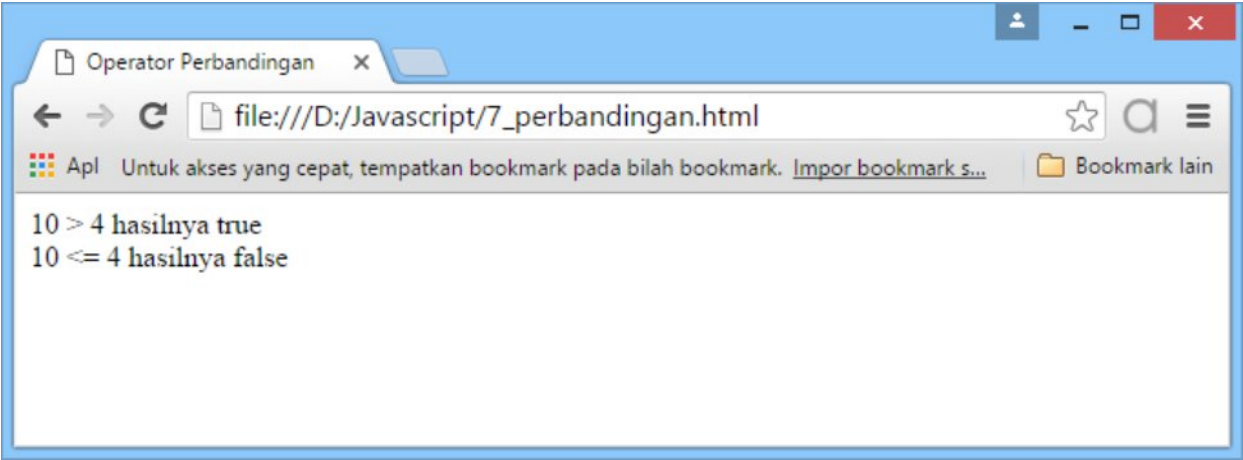 Operator Perbandingan
file:///D:/Javascript/7_perbandingan.html
Apl Untuk akses yang cepat, tempatkan bookmark pada bilah bookmark. Impor bookmark s... Bookmark lain
10 > 4 hasilnya true
10 <= 4 hasilnya false